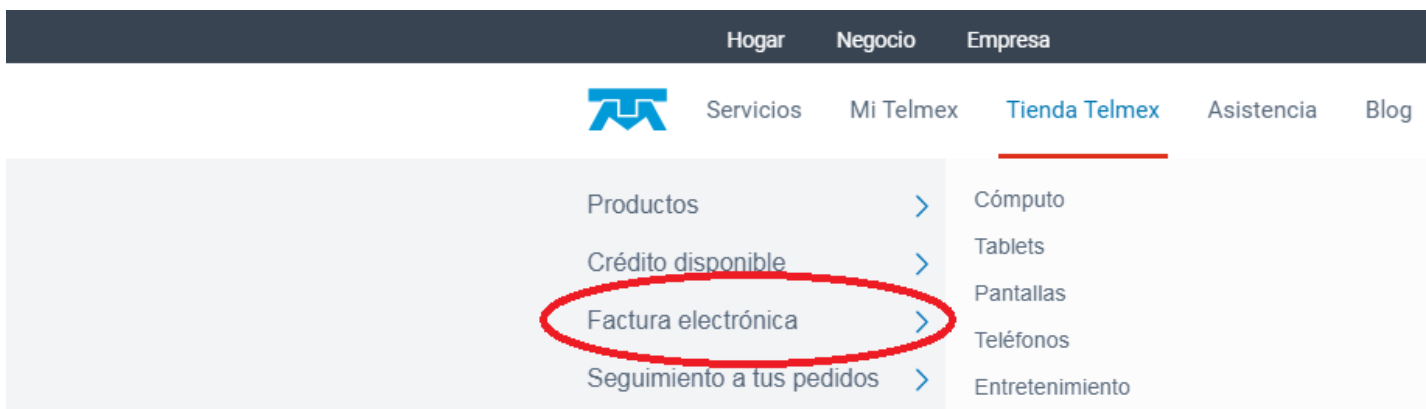 Hogar Negocio Empresa
Servicios Mi Telmex Tienda Telmex Asistencia Blog
Productos
Crédito disponible
Factura electrónica
Seguimiento a tus pedidos
Cómputo
Tablets
Pantallas
Teléfonos
Entretenimiento